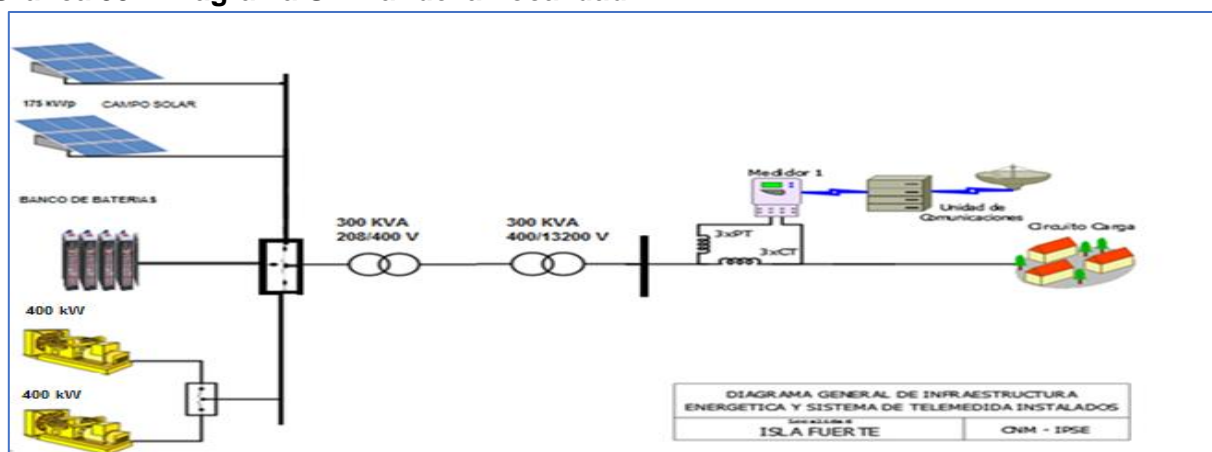 175 kWp CAMPO SOLAR
BANCO DE BATERIAS
400 kW
400 kW
300 KVA
208/400 V
300 KVA
400/13200 V
Medidor 1
3xPT
3xCT
Unidad de
Comunicaciones
Circuito Carga
DIAGRAMA GENERAL DE INFRAESTRUCTURA
ENERGETICA Y SISTEMA DE TELEMEDIDA INSTALADOS
Localidad
ISLA FUERTE
CNM - IPSE